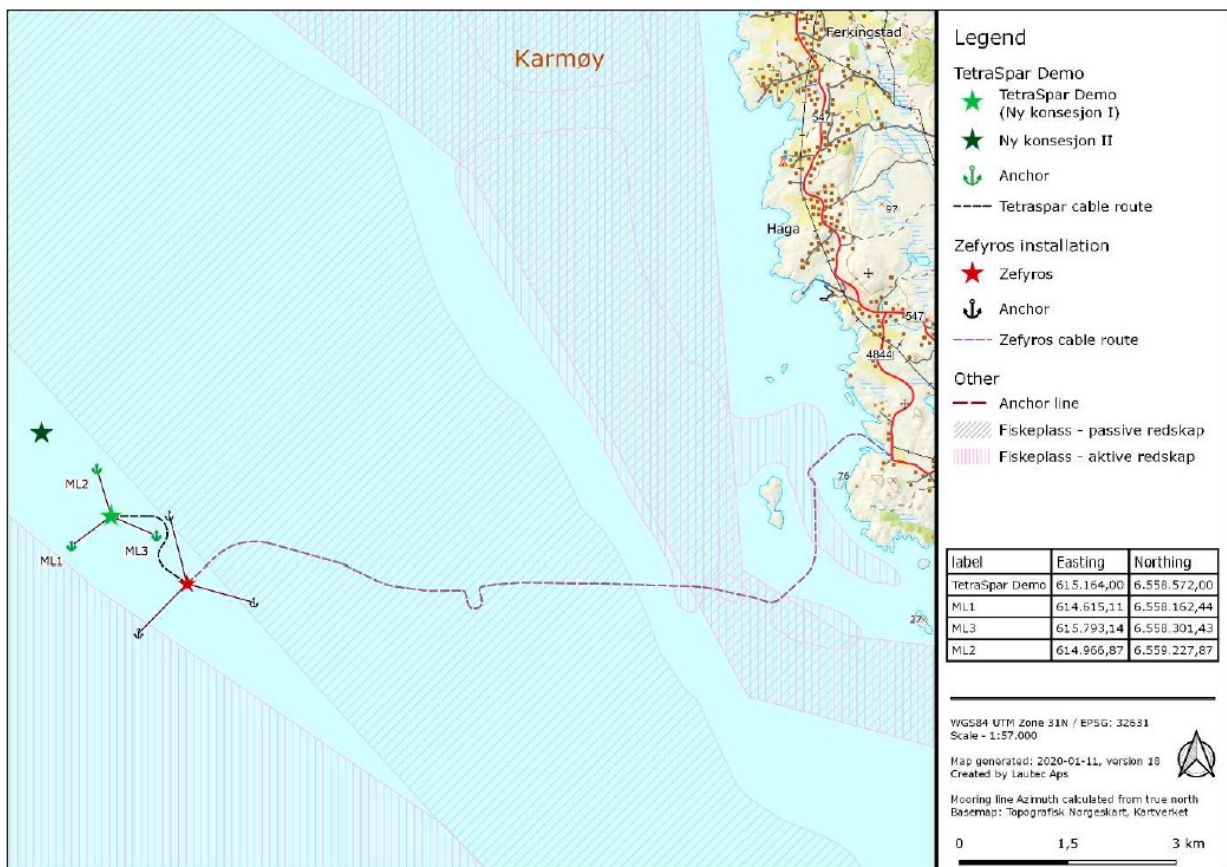 Karmøy
Ferkingstad
547
97
Haga
547
4844
76
27
ML2
ML1
ML3
Legend
TetraSpar Demo
TetraSpar Demo
(Ny konsesjon I)
Ny konsesjon II
Anchor
Tetraspar cable route
Zefyros installation
Zefyros
Anchor
Zefyros cable route
Other
Anchor line
Fiskeplass - passive redskap
Fiskeplass - aktive redskap
label Easting Northing
TetraSpar Demo 615.164,00 6.558.572,00
ML1 614.615,11 6.558.162,44
ML3 615.793,14 6.558.301,43
ML2 614.966,87 6.559.227,87
WGS84 UTM Zone 31N / EPSG: 32631
Scale - 1:57.000
Map generated: 2020-01-11, version 18
Created by Lautec Aps
Mooring line Azimuth calculated from true north
Basemap: Topografisk Norgeskart, Kartverket
0 1,5 3 km